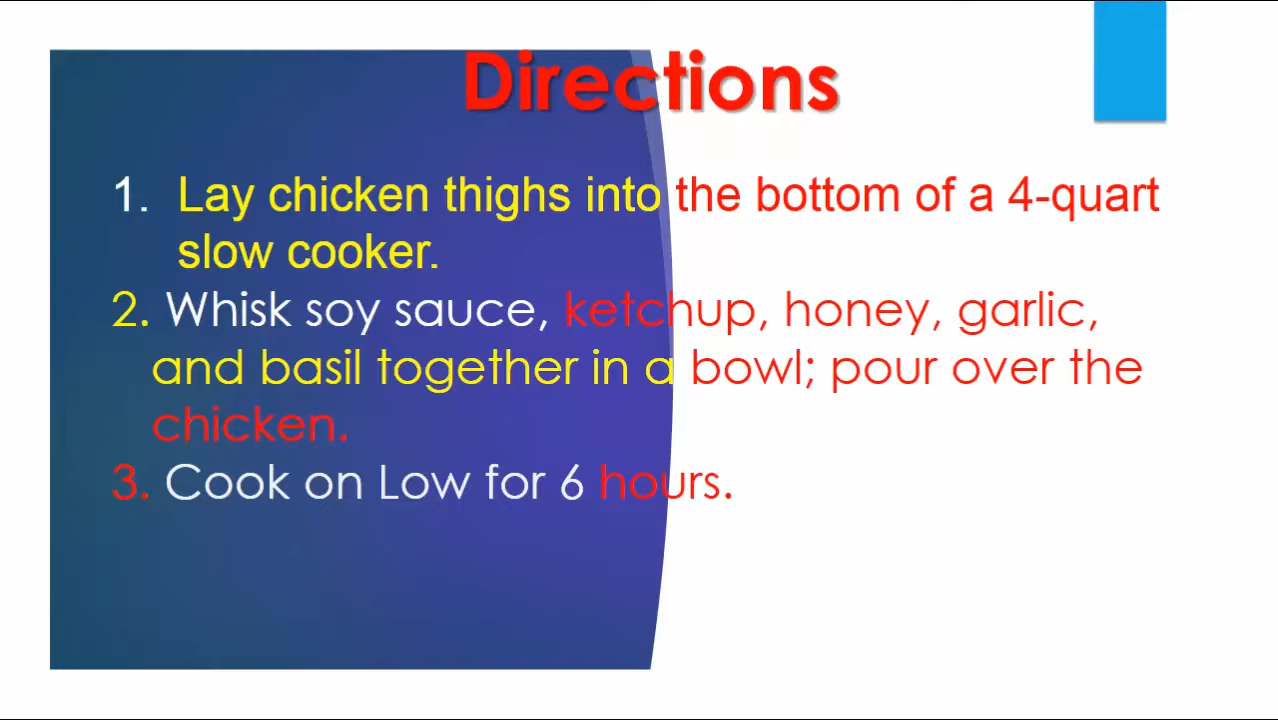 Directions
1. Lay chicken thighs into the bottom of a 4-quart
slow cooker.
2. Whisk soy sauce, ketchup, honey, garlic,
and basil together in a bowl; pour over the
chicken.
3. Cook on Low for 6 hours.